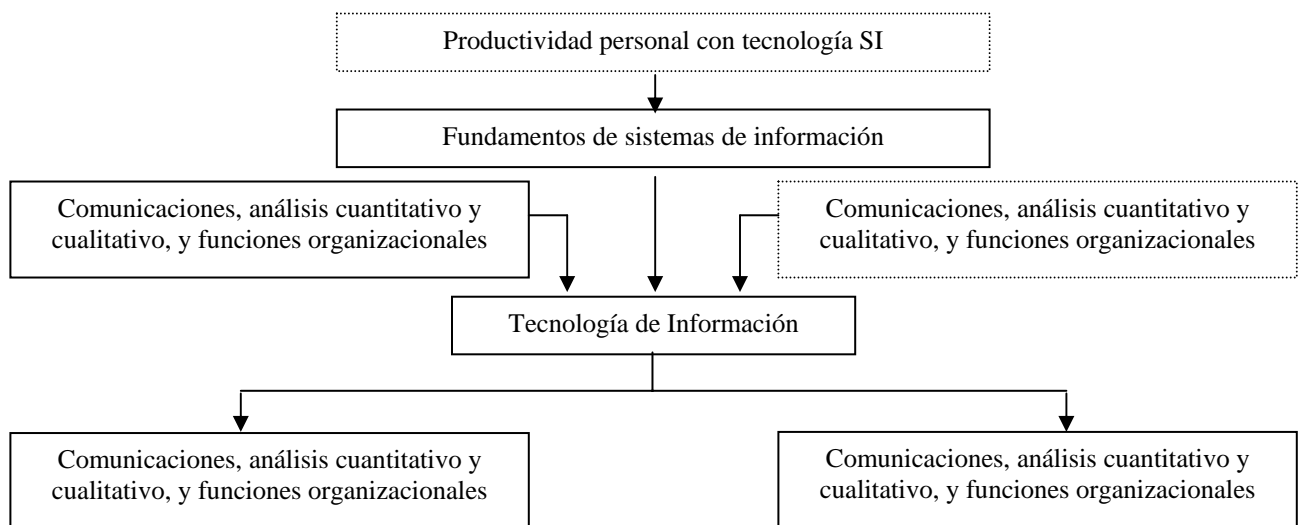 Productividad personal con tecnología SI
Fundamentos de sistemas de información
Comunicaciones, análisis cuantitativo y
cualitativo, y funciones organizacionales
Comunicaciones, análisis cuantitativo y
cualitativo, y funciones organizacionales
Tecnología de Información
Comunicaciones, análisis cuantitativo y
cualitativo, y funciones organizacionales
Comunicaciones, análisis cuantitativo y
cualitativo, y funciones organizacionales